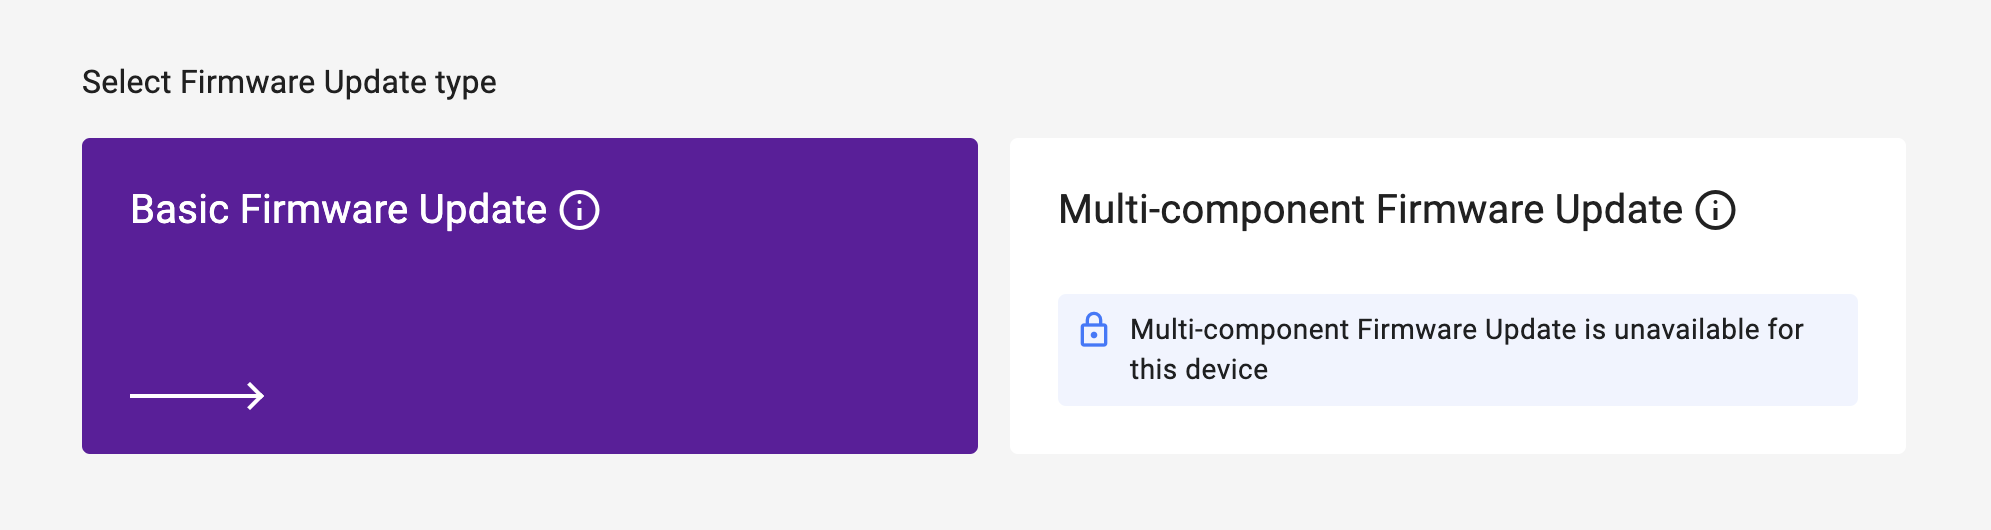 Select Firmware Update type
Basic Firmware Update
Multi-component Firmware Update
Multi-component Firmware Update is unavailable for
this device